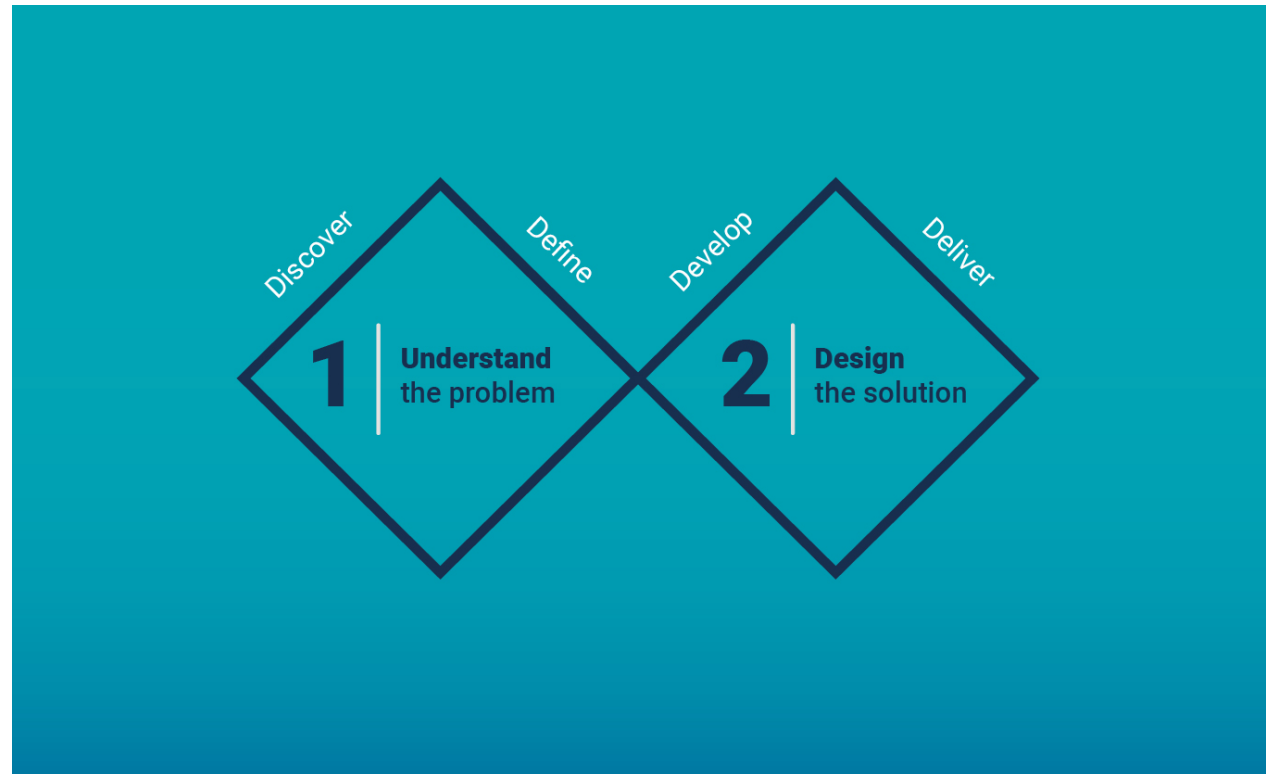 Discover
Define
Develop
Deliver
1
Understand
the problem
2
Design
the solution